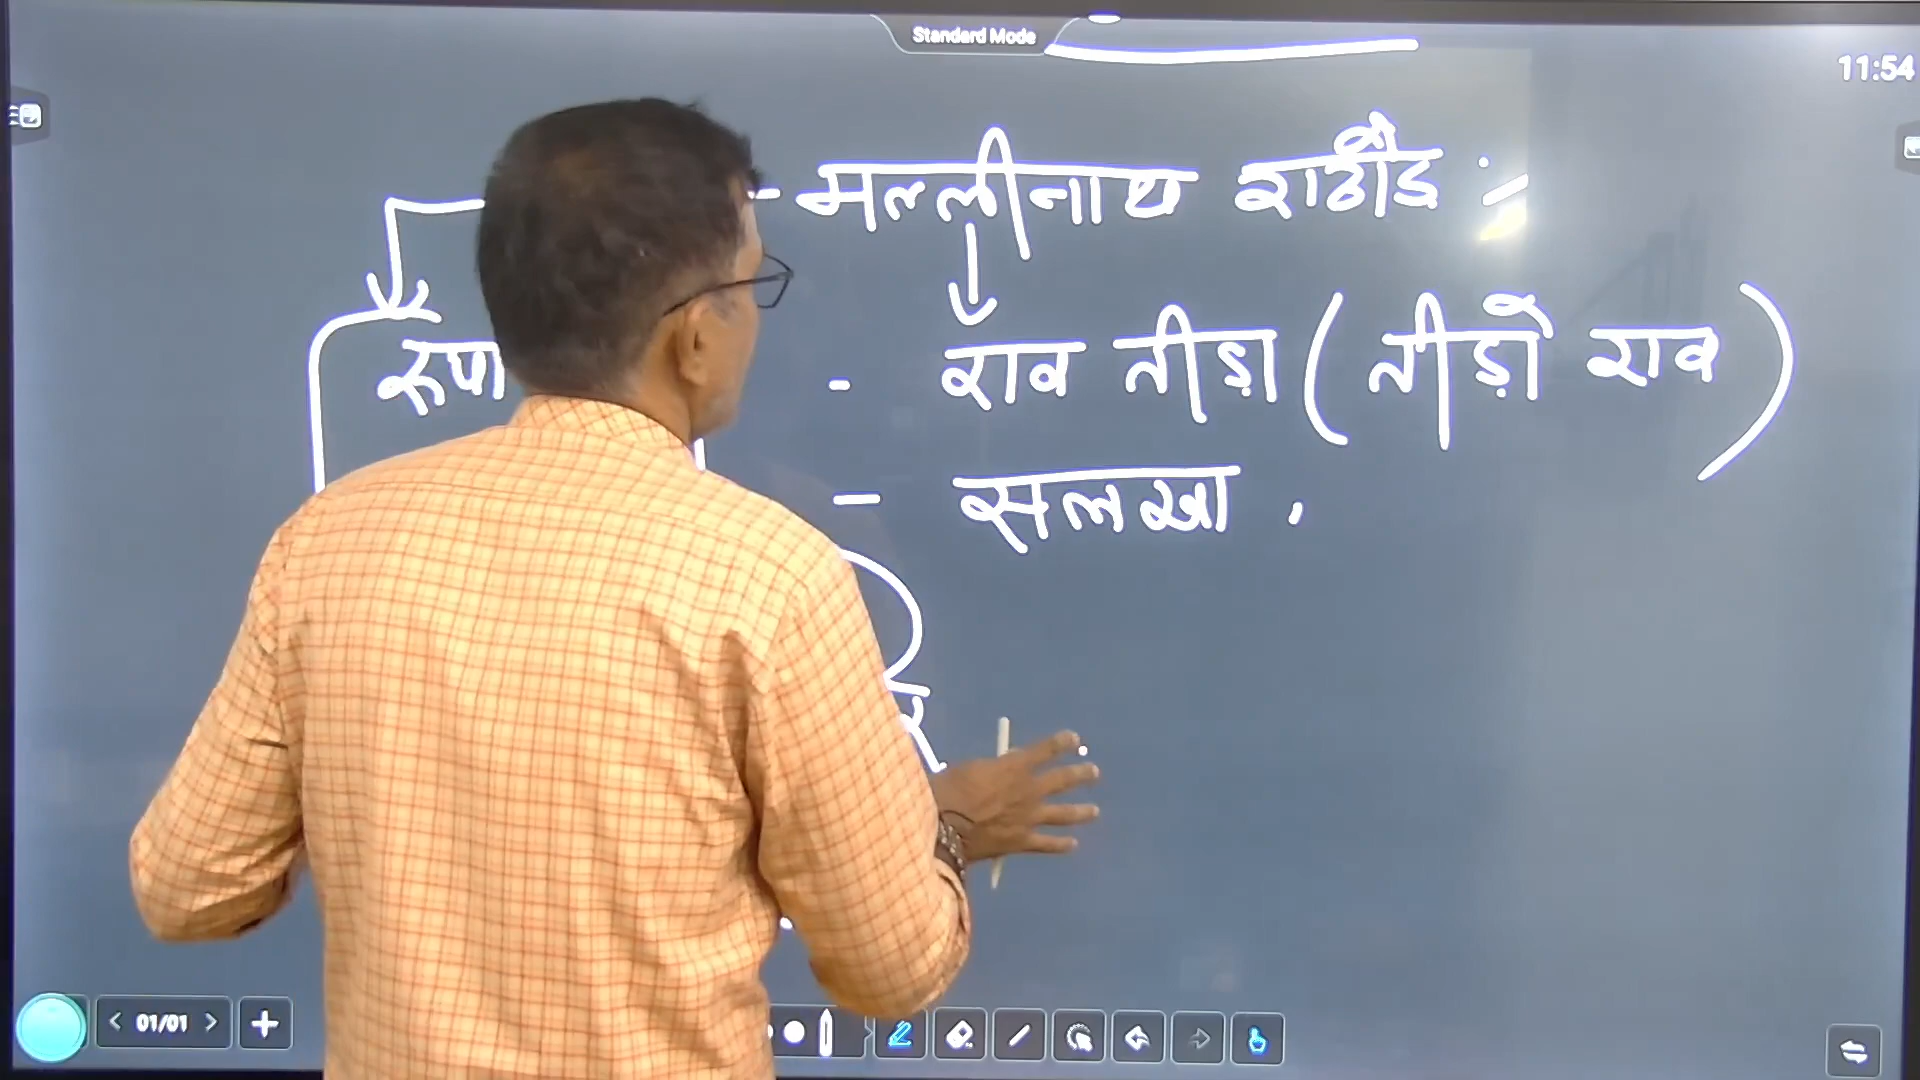 Standard Mode
11:54
- मल्लीनाथ राठौड़ :-
रूपा - राव तीड़ा ( तीड़ौ राव )
- सलखा ,
01/01